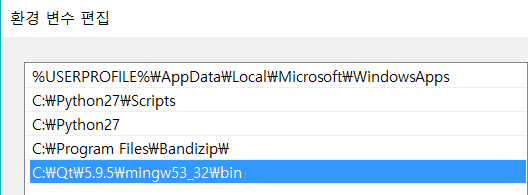 환경 변수 편집
%USERPROFILE%₩AppData₩Local₩Microsoft₩WindowsApps
C:₩Python27₩Scripts
C:₩Python27
C:₩Program Files₩Bandizip₩
C:₩Qt₩5.9.5₩mingw53_32₩bin